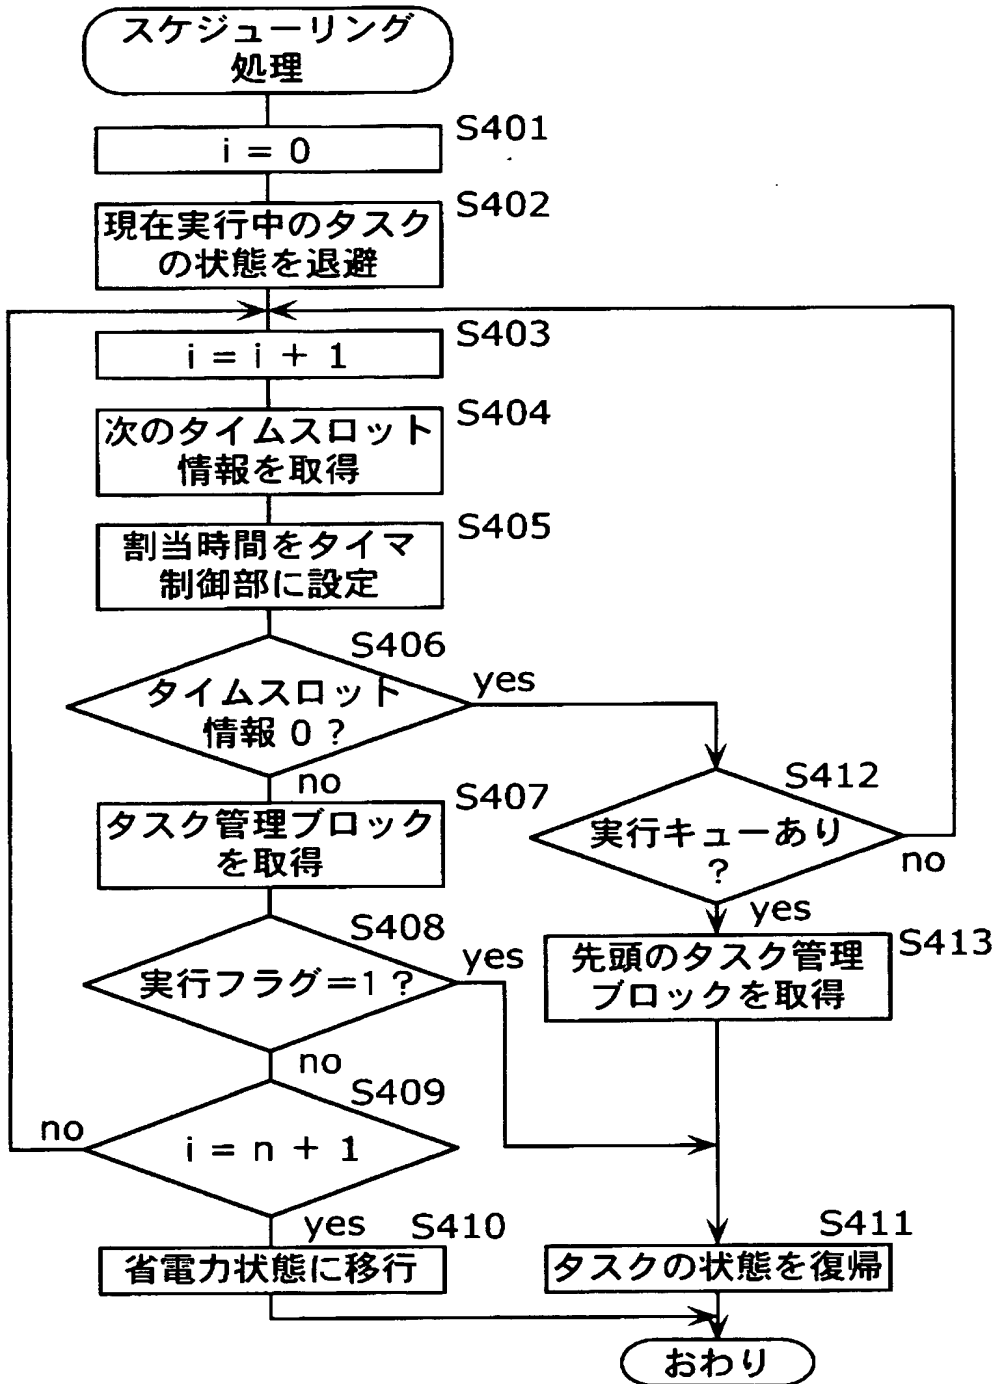 スケジューリング
処理
S401
i = 0
S402
現在実行中のタスク
の状態を退避
S403
i = i + 1
S404
次のタイムスロット
情報を取得
S405
割当時間をタイマ
制御部に設定
S406
タイムスロット
情報 0 ?
yes
no
S407
タスク管理ブロック
を取得
S408
実行フラグ=1 ?
yes
no
S409
i = n + 1
no
yes
S410
省電力状態に移行
S412
実行キューあり
?
no
yes
S413
先頭のタスク管理
ブロックを取得
S411
タスクの状態を復帰
おわり